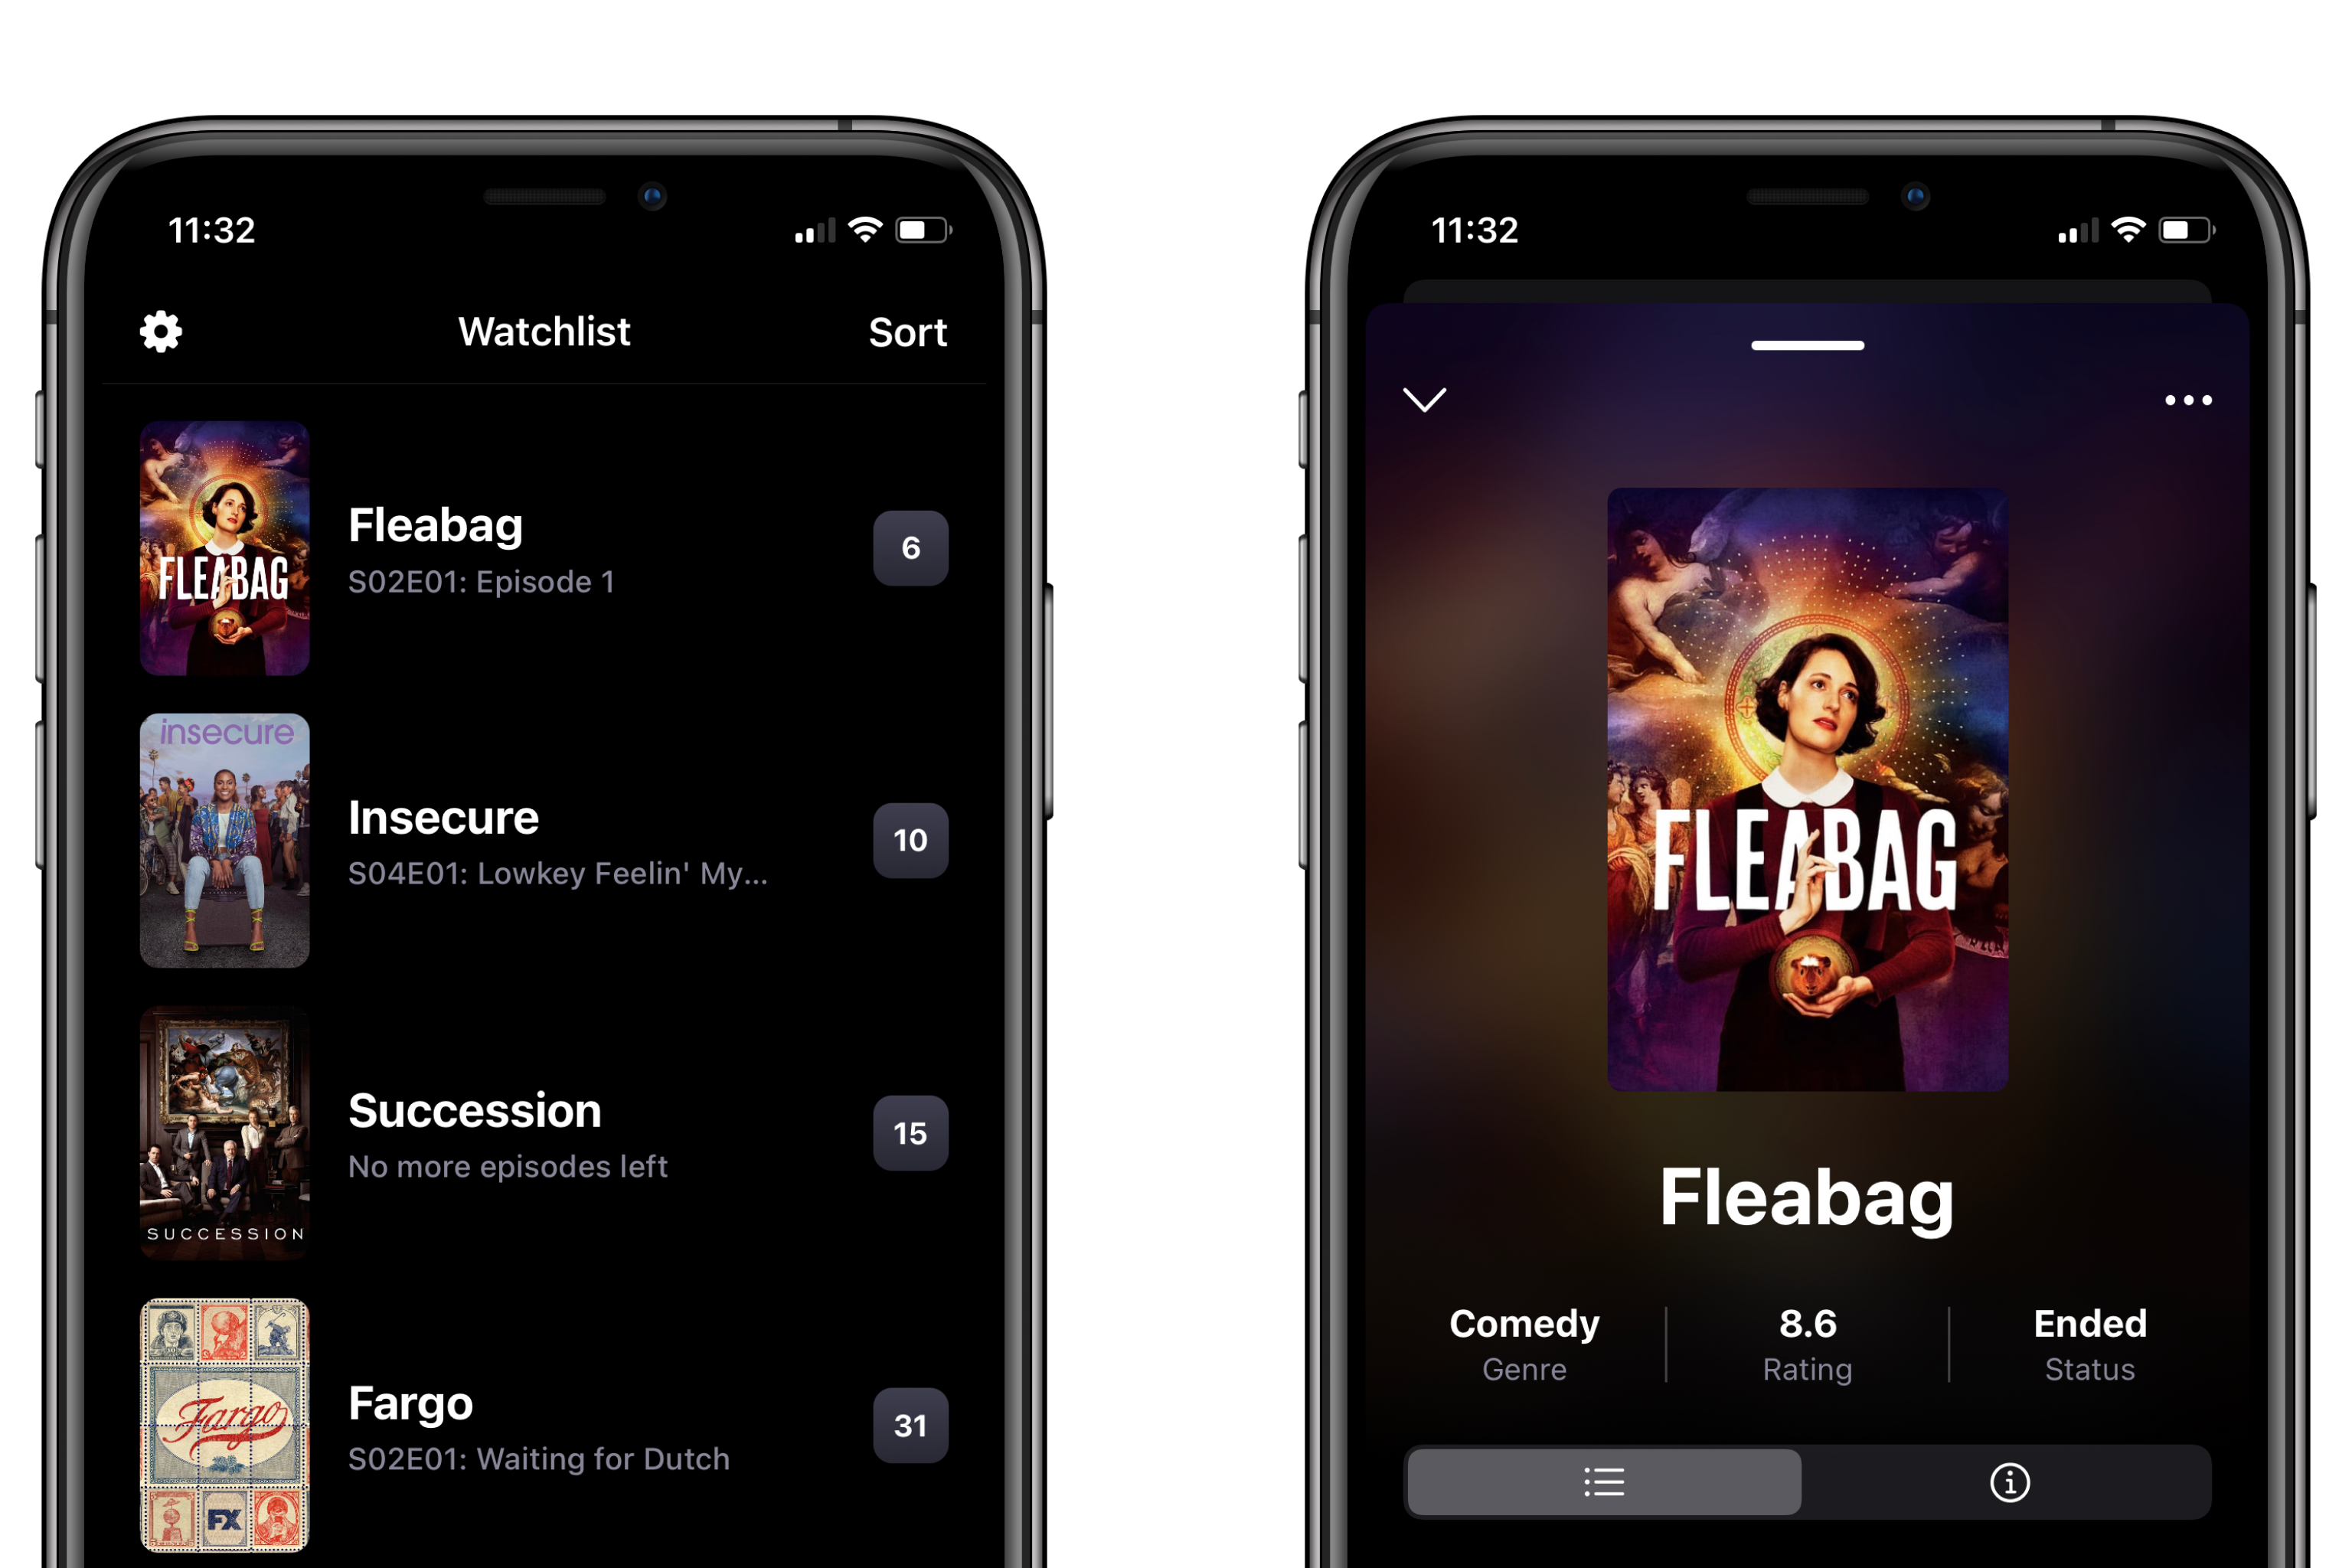 11:32
Watchlist
Sort
FLEABAG
Fleabag
S02E01: Episode 1
6
insecure
Insecure
S04E01: Lowkey Feelin' My...
10
SUCCESSION
Succession
No more episodes left
15
Fargo
FX
Fargo
S02E01: Waiting for Dutch
31
11:32
FLEABAG
Fleabag
Comedy
Genre
8.6
Rating
Ended
Status